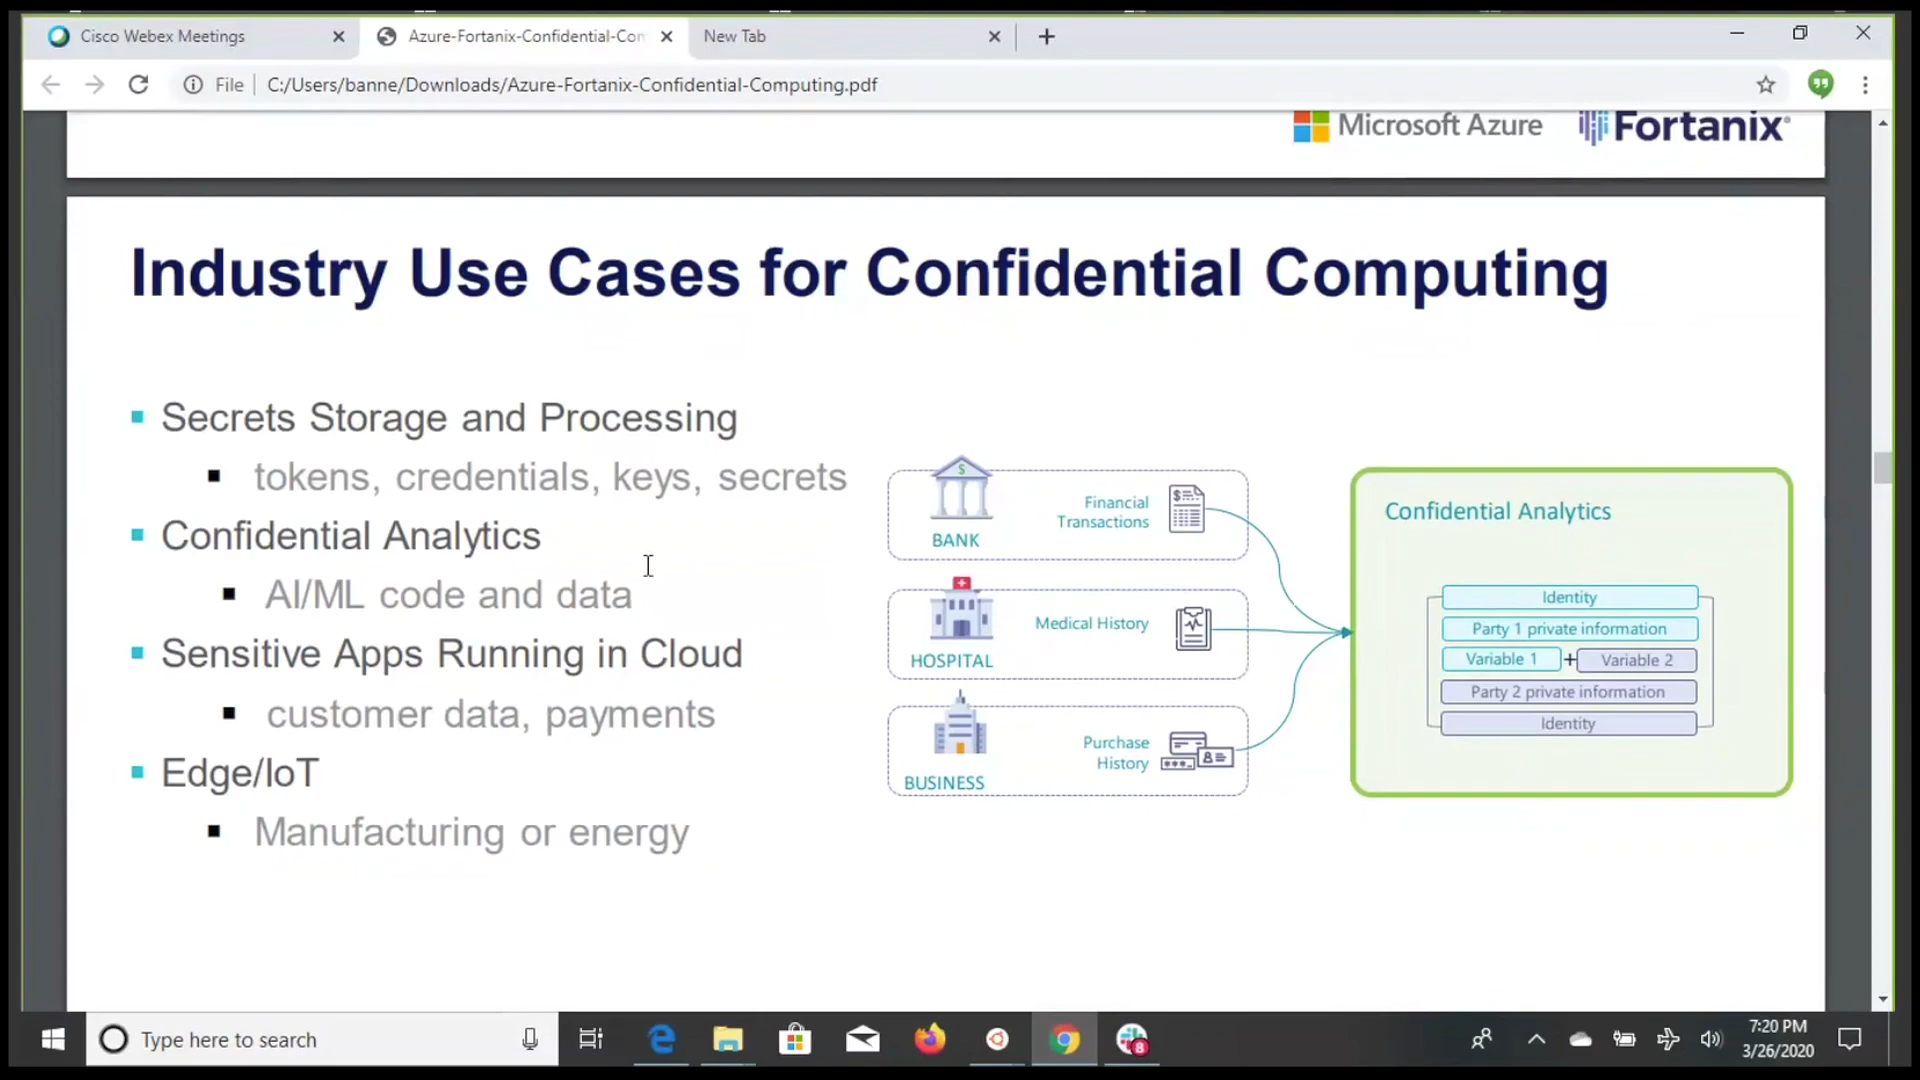 Cisco Webex Meetings
Azure-Fortanix-Confidential-Con
New Tab
File
C:/Users/banne/Downloads/Azure-Fortanix-Confidential-Computing.pdf
Microsoft Azure
Fortanix
Industry Use Cases for Confidential Computing
Secrets Storage and Processing
tokens, credentials, keys, secrets
Confidential Analytics
AI/ML code and data
Sensitive Apps Running in Cloud
customer data, payments
Edge/IoT
Manufacturing or energy
$
BANK
Financial
Transactions
HOSPITAL
Medical History
BUSINESS
Purchase
History
Confidential Analytics
Identity
Party 1 private information
Variable 1 + Variable 2
Party 2 private information
Identity
Type here to search
8
7:20 PM
3/26/2020